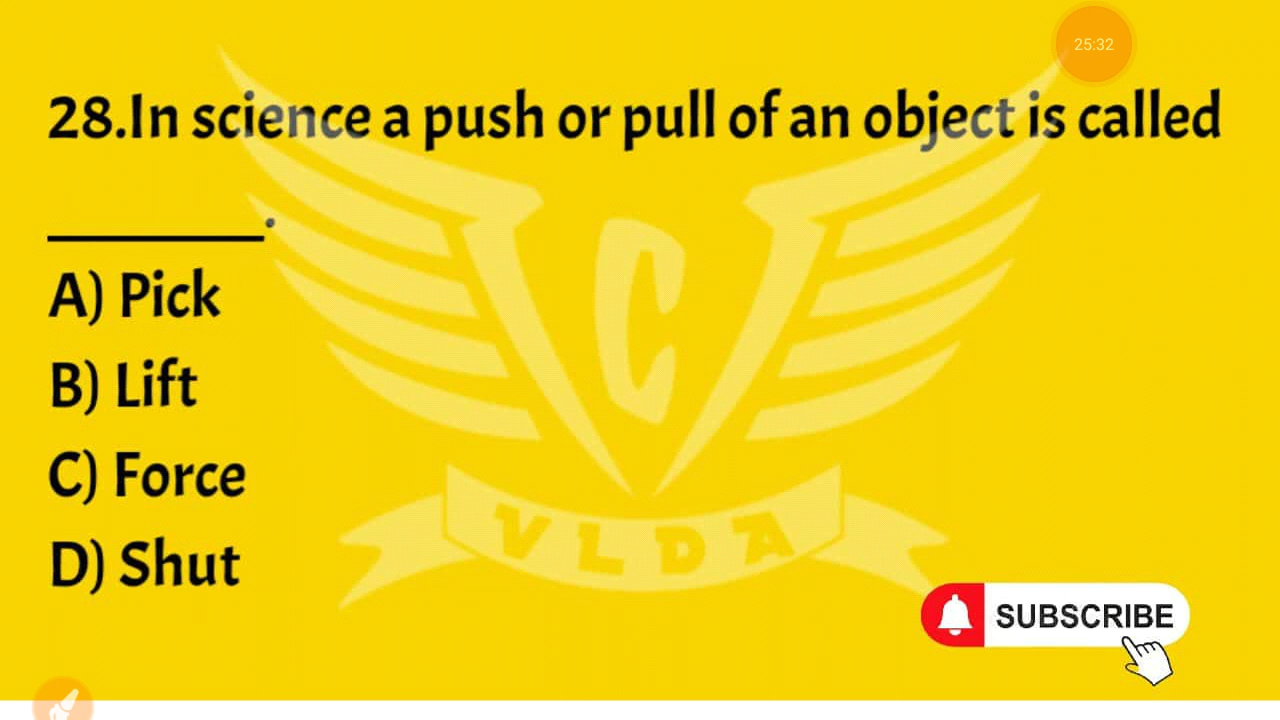 25:32
28.In science a push or pull of an object is called
________.
A) Pick
B) Lift
C) Force
D) Shut
C
VLDA
SUBSCRIBE